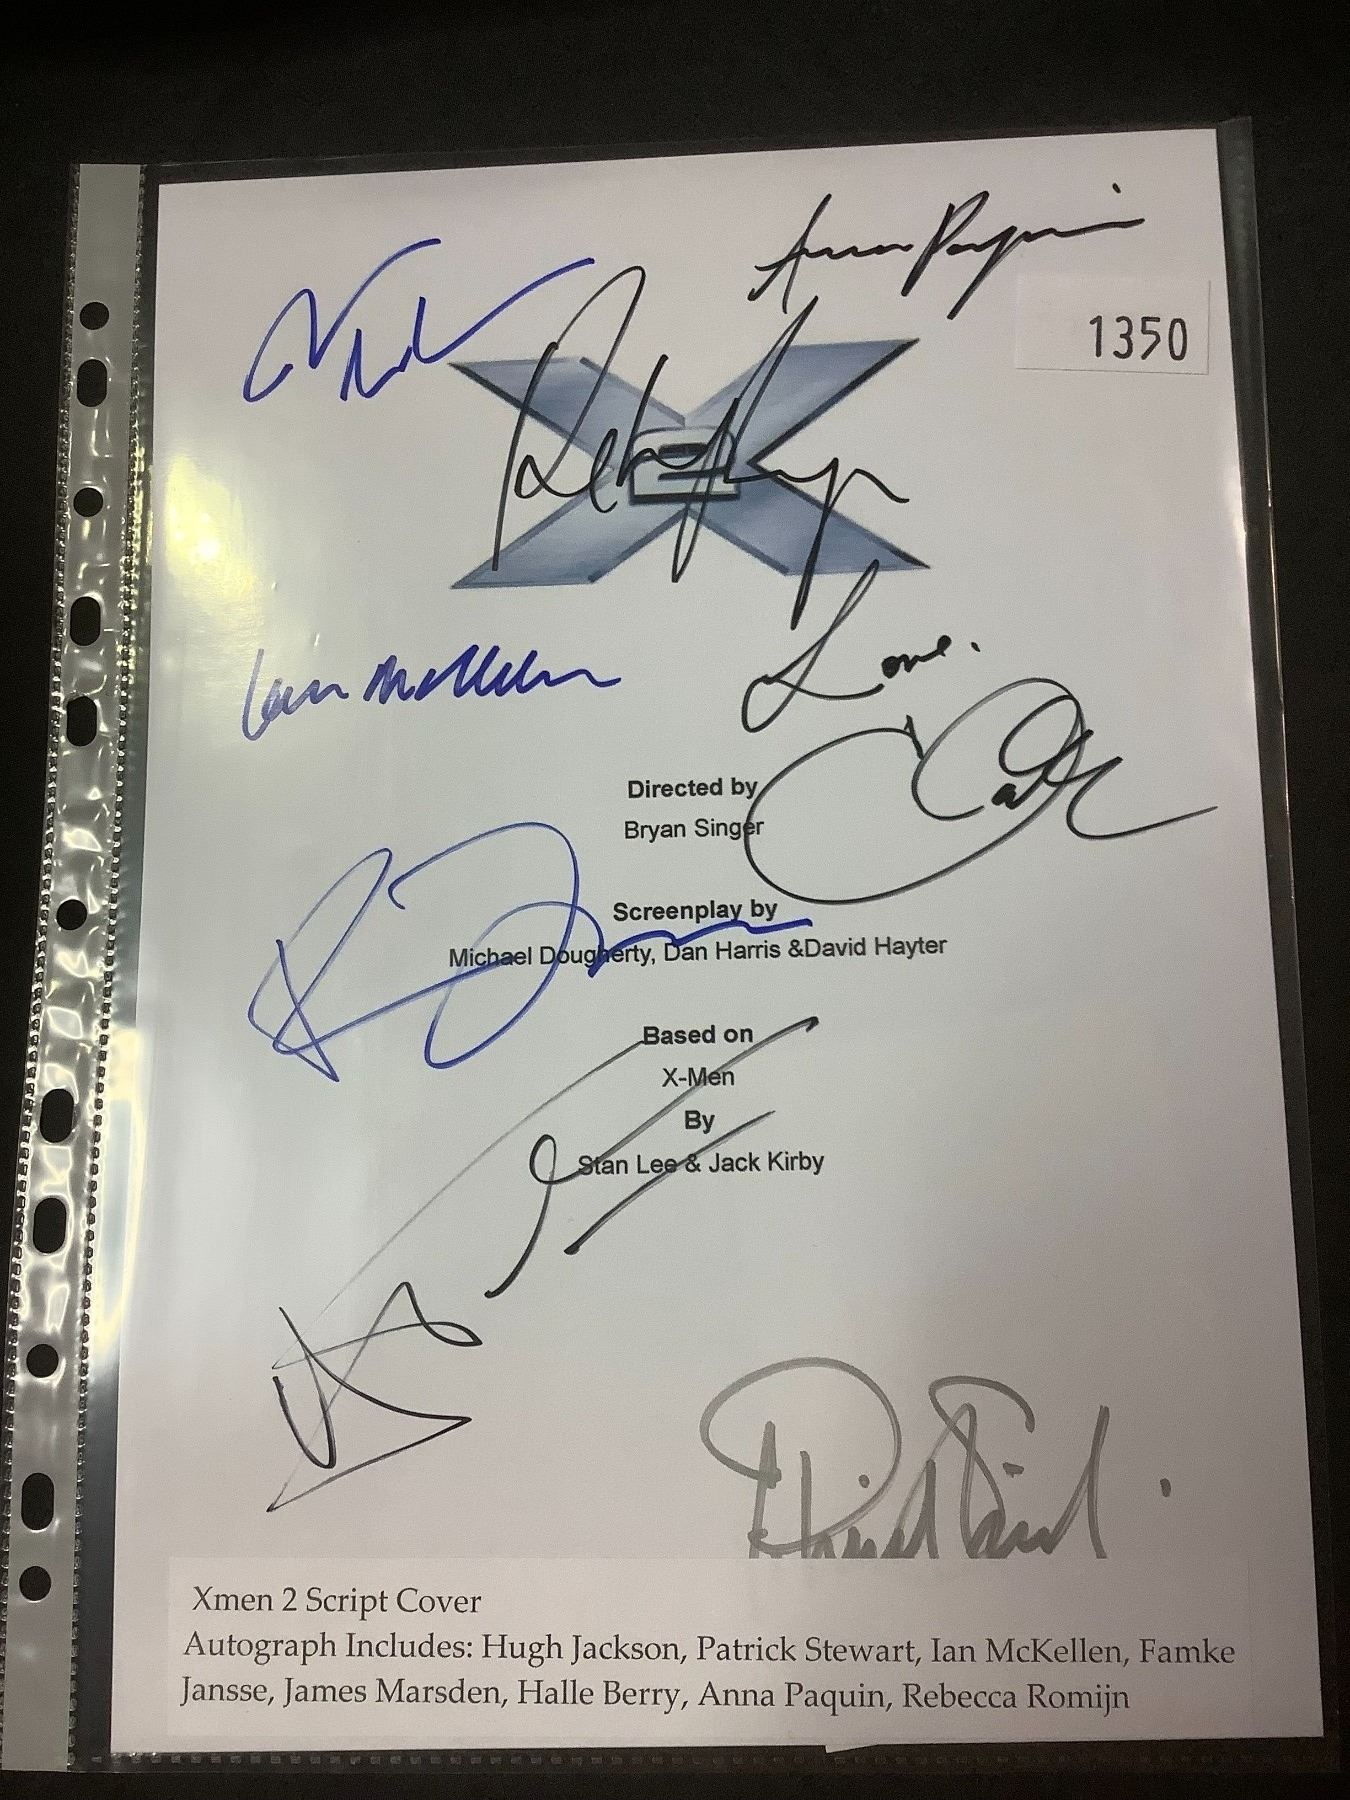 Anna Paquin
1350
X2
Ian McKellen
Love.
Directed by
Bryan Singer
Screenplay by
Michael Dougherty, Dan Harris &David Hayter
Based on
X-Men
By
Stan Lee & Jack Kirby
Xmen 2 Script Cover
Autograph Includes: Hugh Jackson, Patrick Stewart, Ian McKellen, Famke
Jansse, James Marsden, Halle Berry, Anna Paquin, Rebecca Romijn